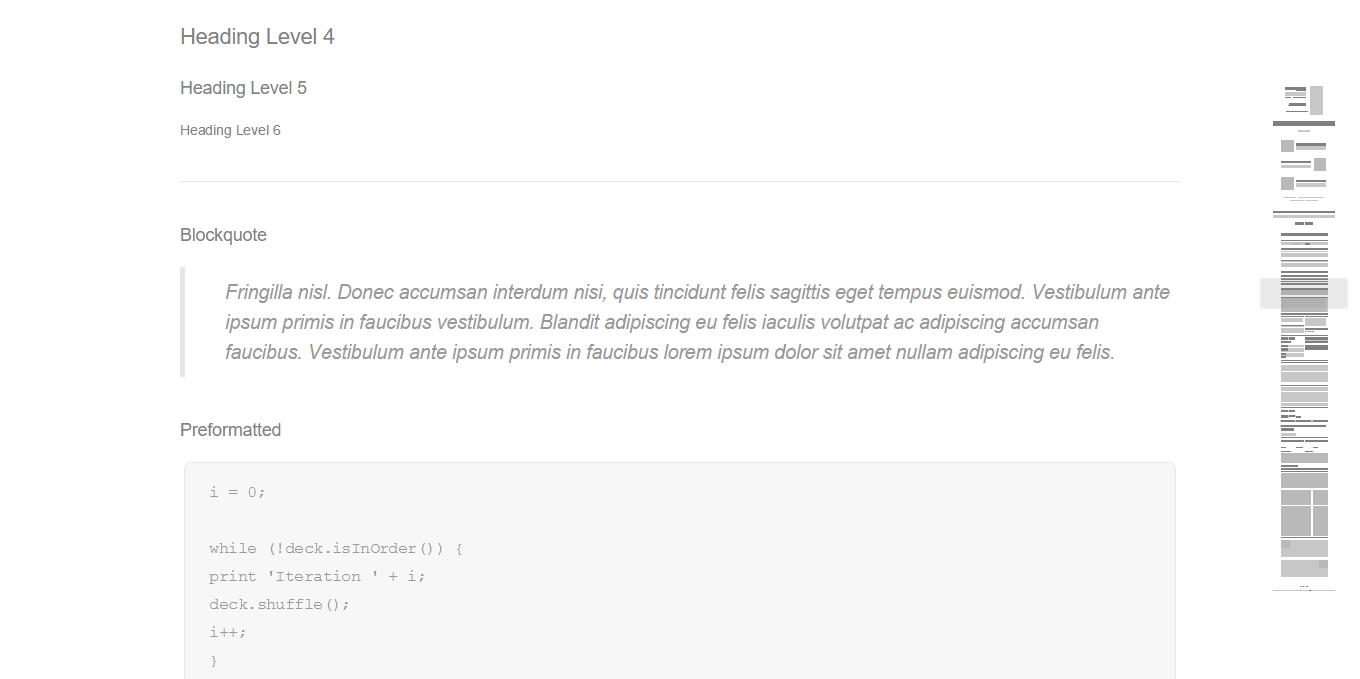 Heading Level 4
Heading Level 5
Heading Level 6
Blockquote
Fringilla nisl. Donec accumsan interdum nisi, quis tincidunt felis sagittis eget tempus euismod. Vestibulum ante
ipsum primis in faucibus vestibulum. Blandit adipiscing eu felis iaculis volutpat ac adipiscing accumsan
faucibus. Vestibulum ante ipsum primis in faucibus lorem ipsum dolor sit amet nullam adipiscing eu felis.
Preformatted
i = 0;
while (!deck.isInOrder()) {
print 'Iteration ' + i;
deck.shuffle();
i++;
}